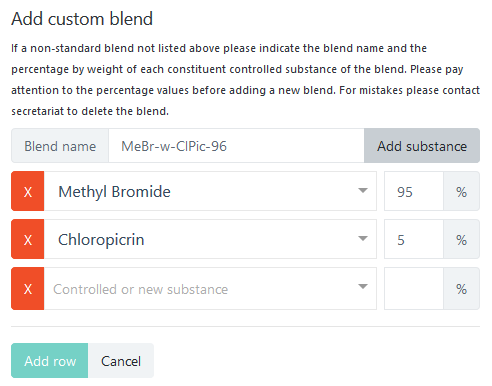 Add custom blend
If a non-standard blend not listed above please indicate the blend name and the
percentage by weight of each constituent controlled substance of the blend. Please pay
attention to the percentage values before adding a new blend. For mistakes please contact
secretariat to delete the blend.
Blend name MeBr-w-ClPic-96 Add substance
X Methyl Bromide 95 %
X Chloropicrin 5 %
X Controlled or new substance %
Add row Cancel